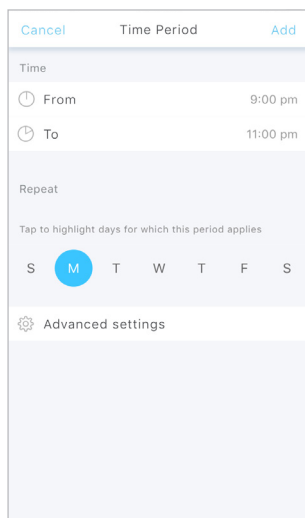 Cancel Time Period Add
Time
From 9:00 pm
To 11:00 pm
Repeat
Tap to highlight days for which this period applies
S M T W T F S
Advanced settings